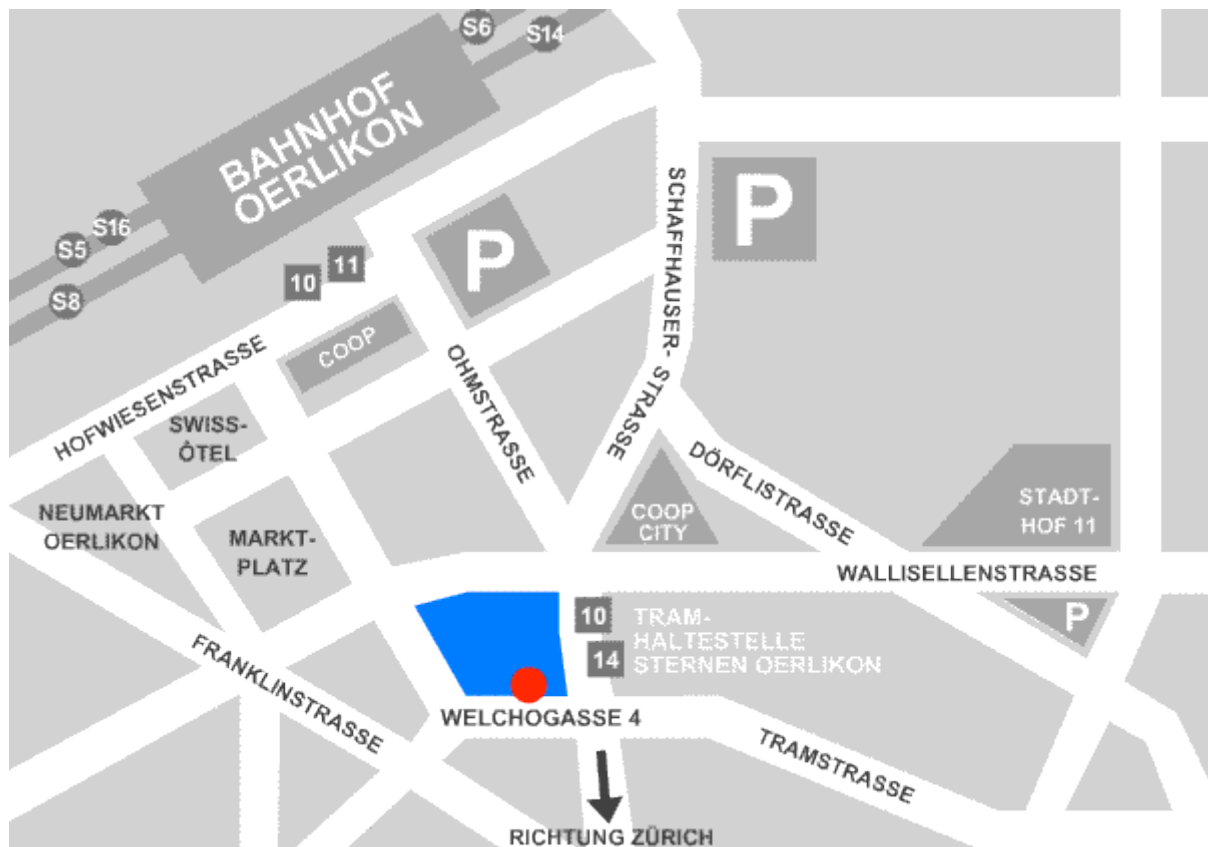 S6
S14
BAHNHOF
OERLIKON
S16
S5
S8
P
P
SCHAFFHAUSER- STRASSE
STRASSE
10
11
COOP
HOFWIESENSTRASSE
OHMSTRASSE
SWISS-
ÔTEL
NEUMARKT
OERLIKON
MARKT-
PLATZ
COOP
CITY
DÖRFLISTRASSE
STADT-
HOF 11
WALLISELLENSTRASSE
P
10
14
TRAM-
HALTESTELLE
STERNEN OERLIKON
FRANKLINSTRASSE
WELCHOGASSE 4
TRAMSTRASSE
RICHTUNG ZÜRICH